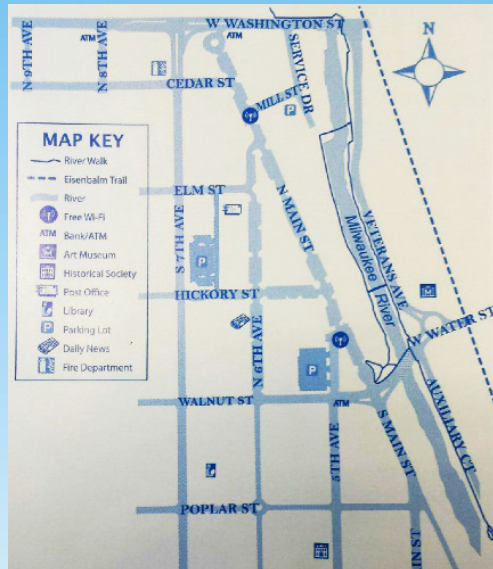 W WASHINGTON ST
ATM
ATM
N 9TH AVE
N 8TH AVE
SERVICE DR
N
CEDAR ST
MILL ST
P
MAP KEY
River Walk
Eisenbalm Trail
River
Free Wi-Fi
ATM Bank/ATM
Art Museum
Historical Society
Post Office
Library
P Parking Lot
Daily News
Fire Department
ELM ST
N MAIN ST
S 7TH AVE
P
Milwaukee River
VETERANS AVE
HICKORY ST
N 6TH AVE
W WATER ST
P
WALNUT ST
ATM
5TH AVE
S MAIN ST
AUXILIARY CT
POPLAR ST
IN ST